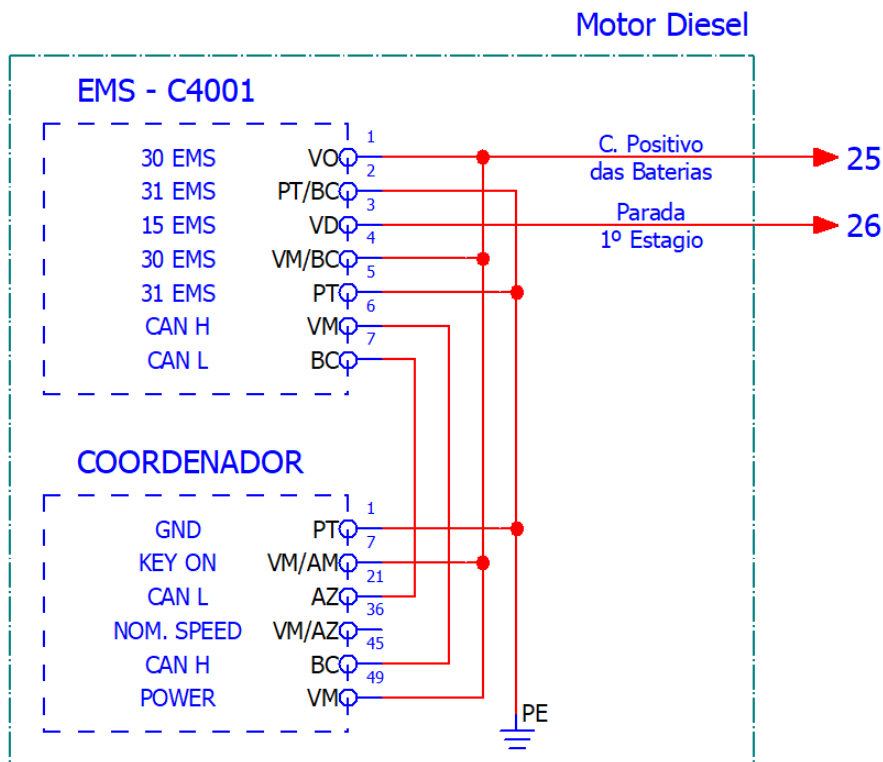 Motor Diesel
EMS - C4001
1
30 EMS VO C. Positivo 25
2 das Baterias
31 EMS PT/BC
3
15 EMS VD Parada 26
4 1º Estagio
30 EMS VM/BC
5
31 EMS PT
6
CAN H VM
7
CAN L BC
COORDENADOR
1
GND PT
7
KEY ON VM/AM
21
CAN L AZ
36
NOM. SPEED VM/AZ
45
CAN H BC
49
POWER VM
PE